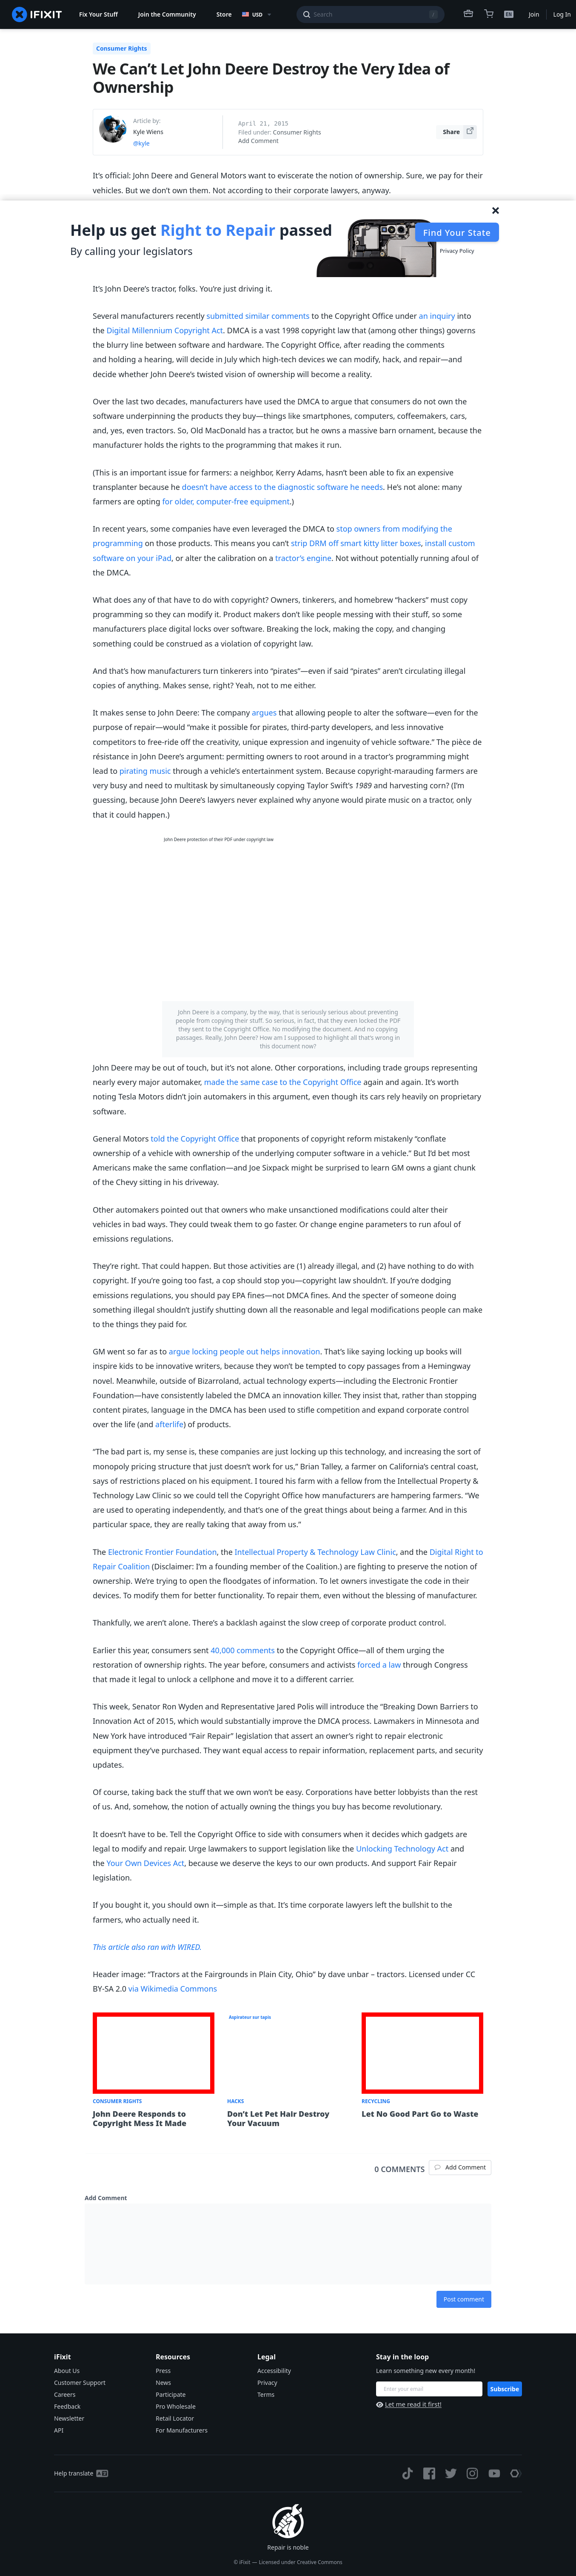 IFIXIT
Fix Your Stuff
Join the Community
Store
USD
Search
/
EN
Join
Log In
Consumer Rights
We Can’t Let John Deere Destroy the Very Idea of
Ownership
Article by:
Kyle Wiens
@kyle
April 21, 2015
Filed under: Consumer Rights
Add Comment
Share
It’s official: John Deere and General Motors want to eviscerate the notion of ownership. Sure, we pay for their
vehicles. But we don’t own them. Not according to their corporate lawyers, anyway.
Help us get Right to Repair passed
By calling your legislators
Find Your State
Privacy Policy
It’s John Deere’s tractor, folks. You’re just driving it.
Several manufacturers recently submitted similar comments to the Copyright Office under an inquiry into
the Digital Millennium Copyright Act. DMCA is a vast 1998 copyright law that (among other things) governs
the blurry line between software and hardware. The Copyright Office, after reading the comments
and holding a hearing, will decide in July which high-tech devices we can modify, hack, and repair—and
decide whether John Deere’s twisted vision of ownership will become a reality.
Over the last two decades, manufacturers have used the DMCA to argue that consumers do not own the
software underpinning the products they buy—things like smartphones, computers, coffeemakers, cars,
and, yes, even tractors. So, Old MacDonald has a tractor, but he owns a massive barn ornament, because the
manufacturer holds the rights to the programming that makes it run.
(This is an important issue for farmers: a neighbor, Kerry Adams, hasn’t been able to fix an expensive
transplanter because he doesn’t have access to the diagnostic software he needs. He’s not alone: many
farmers are opting for older, computer-free equipment.)
In recent years, some companies have even leveraged the DMCA to stop owners from modifying the
programming on those products. This means you can’t strip DRM off smart kitty litter boxes, install custom
software on your iPad, or alter the calibration on a tractor’s engine. Not without potentially running afoul of
the DMCA.
What does any of that have to do with copyright? Owners, tinkerers, and homebrew “hackers” must copy
programming so they can modify it. Product makers don’t like people messing with their stuff, so some
manufacturers place digital locks over software. Breaking the lock, making the copy, and changing
something could be construed as a violation of copyright law.
And that’s how manufacturers turn tinkerers into “pirates”—even if said “pirates” aren’t circulating illegal
copies of anything. Makes sense, right? Yeah, not to me either.
It makes sense to John Deere: The company argues that allowing people to alter the software—even for the
purpose of repair—would “make it possible for pirates, third-party developers, and less innovative
competitors to free-ride off the creativity, unique expression and ingenuity of vehicle software.” The pièce de
résistance in John Deere’s argument: permitting owners to root around in a tractor’s programming might
lead to pirating music through a vehicle’s entertainment system. Because copyright-marauding farmers are
very busy and need to multitask by simultaneously copying Taylor Swift’s 1989 and harvesting corn? (I’m
guessing, because John Deere’s lawyers never explained why anyone would pirate music on a tractor, only
that it could happen.)
John Deere protection of their PDF under copyright law
John Deere is a company, by the way, that is seriously serious about preventing
people from copying their stuff. So serious, in fact, that they even locked the PDF
they sent to the Copyright Office. No modifying the document. And no copying
passages. Really, John Deere? How am I supposed to highlight all that’s wrong in
this document now?
John Deere may be out of touch, but it’s not alone. Other corporations, including trade groups representing
nearly every major automaker, made the same case to the Copyright Office again and again. It’s worth
noting Tesla Motors didn’t join automakers in this argument, even though its cars rely heavily on proprietary
software.
General Motors told the Copyright Office that proponents of copyright reform mistakenly “conflate
ownership of a vehicle with ownership of the underlying computer software in a vehicle.” But I’d bet most
Americans make the same conflation—and Joe Sixpack might be surprised to learn GM owns a giant chunk
of the Chevy sitting in his driveway.
Other automakers pointed out that owners who make unsanctioned modifications could alter their
vehicles in bad ways. They could tweak them to go faster. Or change engine parameters to run afoul of
emissions regulations.
They’re right. That could happen. But those activities are (1) already illegal, and (2) have nothing to do with
copyright. If you’re going too fast, a cop should stop you—copyright law shouldn’t. If you’re dodging
emissions regulations, you should pay EPA fines—not DMCA fines. And the specter of someone doing
something illegal shouldn’t justify shutting down all the reasonable and legal modifications people can make
to the things they paid for.
GM went so far as to argue locking people out helps innovation. That’s like saying locking up books will
inspire kids to be innovative writers, because they won’t be tempted to copy passages from a Hemingway
novel. Meanwhile, outside of Bizarroland, actual technology experts—including the Electronic Frontier
Foundation—have consistently labeled the DMCA an innovation killer. They insist that, rather than stopping
content pirates, language in the DMCA has been used to stifle competition and expand corporate control
over the life (and afterlife) of products.
“The bad part is, my sense is, these companies are just locking up this technology, and increasing the sort of
monopoly pricing structure that just doesn’t work for us,” Brian Talley, a farmer on California’s central coast,
says of restrictions placed on his equipment. I toured his farm with a fellow from the Intellectual Property &
Technology Law Clinic so we could tell the Copyright Office how manufacturers are hampering farmers. “We
are used to operating independently, and that’s one of the great things about being a farmer. And in this
particular space, they are really taking that away from us.”
The Electronic Frontier Foundation, the Intellectual Property & Technology Law Clinic, and the Digital Right to
Repair Coalition (Disclaimer: I’m a founding member of the Coalition.) are fighting to preserve the notion of
ownership. We’re trying to open the floodgates of information. To let owners investigate the code in their
devices. To modify them for better functionality. To repair them, even without the blessing of manufacturer.
Thankfully, we aren’t alone. There’s a backlash against the slow creep of corporate product control.
Earlier this year, consumers sent 40,000 comments to the Copyright Office—all of them urging the
restoration of ownership rights. The year before, consumers and activists forced a law through Congress
that made it legal to unlock a cellphone and move it to a different carrier.
This week, Senator Ron Wyden and Representative Jared Polis will introduce the “Breaking Down Barriers to
Innovation Act of 2015, which would substantially improve the DMCA process. Lawmakers in Minnesota and
New York have introduced “Fair Repair” legislation that assert an owner’s right to repair electronic
equipment they’ve purchased. They want equal access to repair information, replacement parts, and security
updates.
Of course, taking back the stuff that we own won’t be easy. Corporations have better lobbyists than the rest
of us. And, somehow, the notion of actually owning the things you buy has become revolutionary.
It doesn’t have to be. Tell the Copyright Office to side with consumers when it decides which gadgets are
legal to modify and repair. Urge lawmakers to support legislation like the Unlocking Technology Act and
the Your Own Devices Act, because we deserve the keys to our own products. And support Fair Repair
legislation.
If you bought it, you should own it—simple as that. It’s time corporate lawyers left the bullshit to the
farmers, who actually need it.
This article also ran with WIRED.
Header image: “Tractors at the Fairgrounds in Plain City, Ohio” by dave unbar – tractors. Licensed under CC
BY-SA 2.0 via Wikimedia Commons
Aspirateur sur tapis
CONSUMER RIGHTS
John Deere Responds to
Copyright Mess It Made
HACKS
Don’t Let Pet Hair Destroy
Your Vacuum
RECYCLING
Let No Good Part Go to Waste
0 COMMENTS
Add Comment
Add Comment
Post comment
iFixit
About Us
Customer Support
Careers
Feedback
Newsletter
API
Resources
Press
News
Participate
Pro Wholesale
Retail Locator
For Manufacturers
Legal
Accessibility
Privacy
Terms
Stay in the loop
Learn something new every month!
Enter your email
Subscribe
Let me read it first!
Help translate
Repair is noble
© iFixit — Licensed under Creative Commons